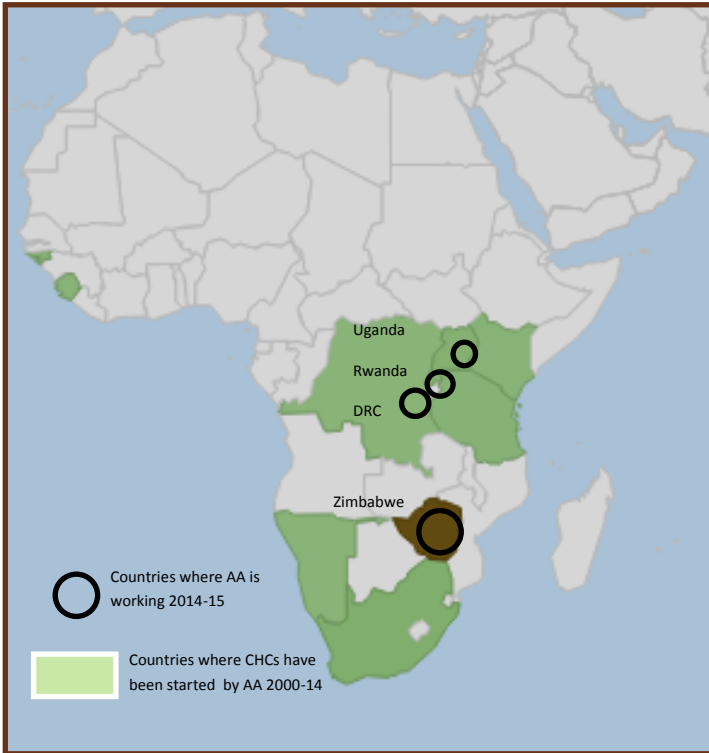 Uganda
Rwanda
DRC
Zimbabwe
Countries where AA is
working 2014-15
Countries where CHCs have
been started by AA 2000-14